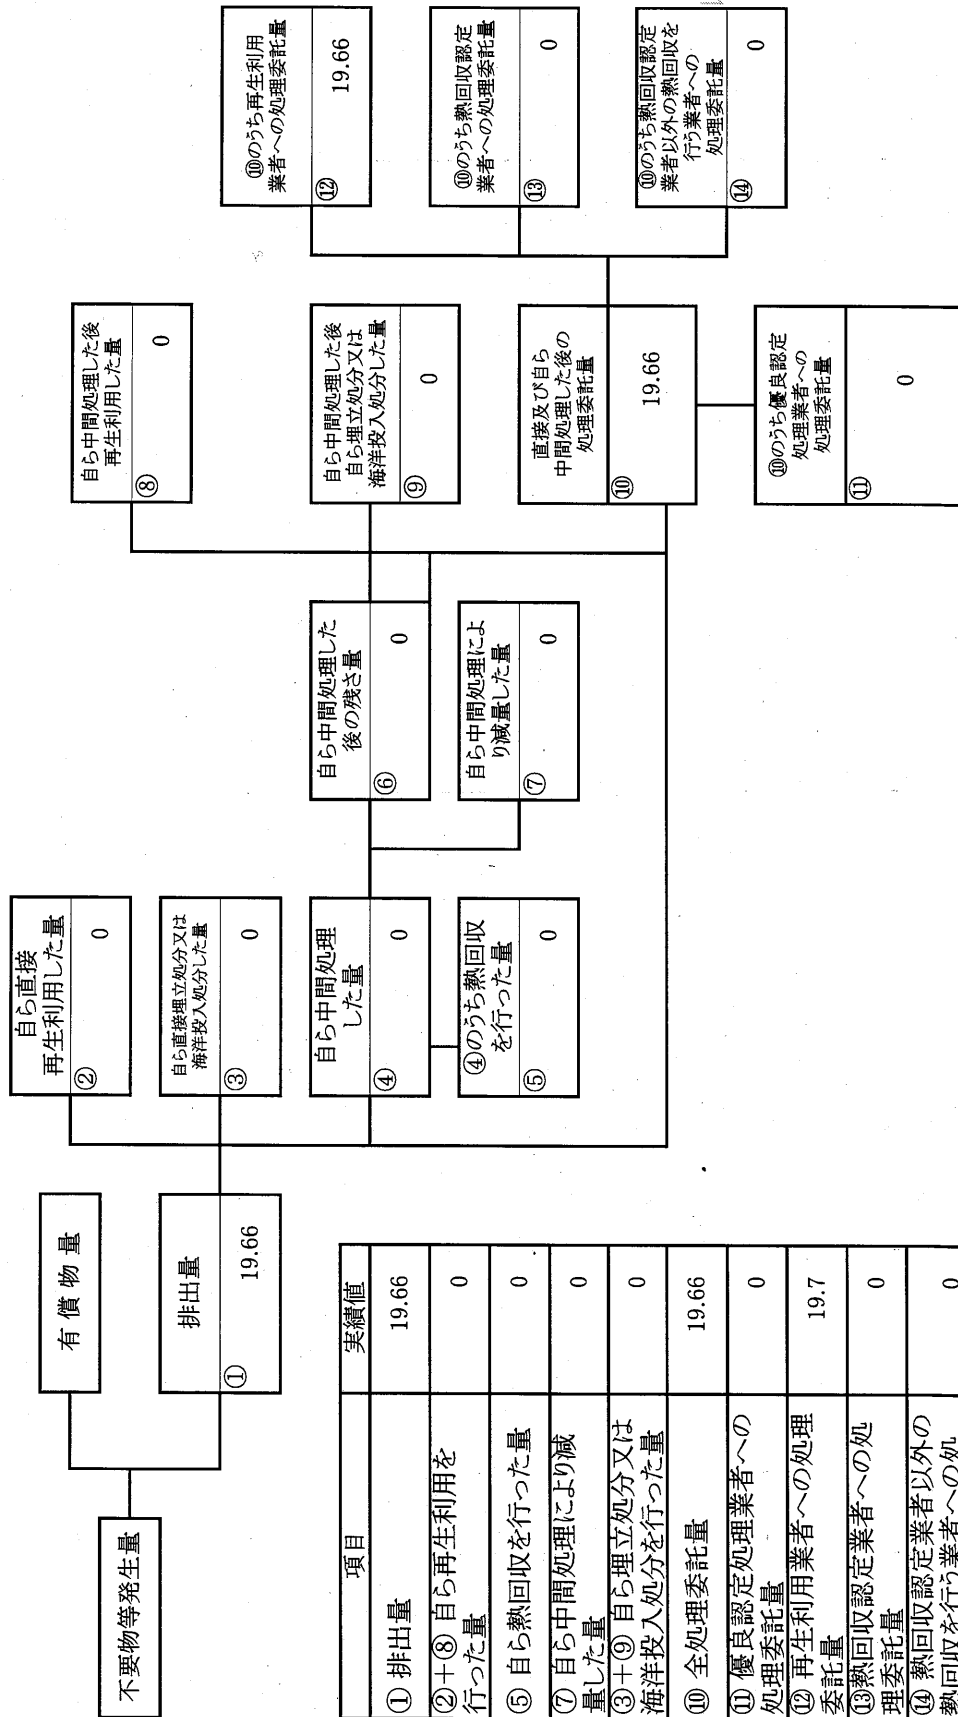 不要物等発生量
有償物量
排出量
① 19.66
自ら直接
再生利用した量
② 0
自ら直接埋立処分又は
海洋投入処分した量
③ 0
自ら中間処理
した量
④ 0
④のうち熱回収
を行った量
⑤ 0
自ら中間処理した
後の残さ量
⑥ 0
自ら中間処理によ
り減量した量
⑦ 0
自ら中間処理した後
再生利用した量
⑧ 0
自ら中間処理した後
自ら埋立処分又は
海洋投入処分した量
⑨ 0
直接及び自ら
中間処理した後の
処理委託量
⑩ 19.66
⑩のうち優良認定
処理業者への
処理委託量
⑪ 0
⑩のうち再生利用
業者への処理委託量
⑫ 19.66
⑩のうち熱回収認定
業者への処理委託量
⑬ 0
⑩のうち熱回収認定
業者以外の熱回収を
行う業者への
処理委託量
⑭ 0
項目 実績値
① 排出量 19.66
②+⑧ 自ら再生利用を
行った量 0
⑤ 自ら熱回収を行った量 0
⑦ 自ら中間処理により減
量した量 0
③+⑨ 自ら埋立処分又は
海洋投入処分を行った量 0
⑩ 全処理委託量 19.66
⑪ 優良認定処理業者への
処理委託量 0
⑫ 再生利用業者への処理
委託量 19.7
⑬熱回収認定業者への処
理委託量 0
⑭ 熱回収認定業者以外の
熱回収を行う業者への処 0